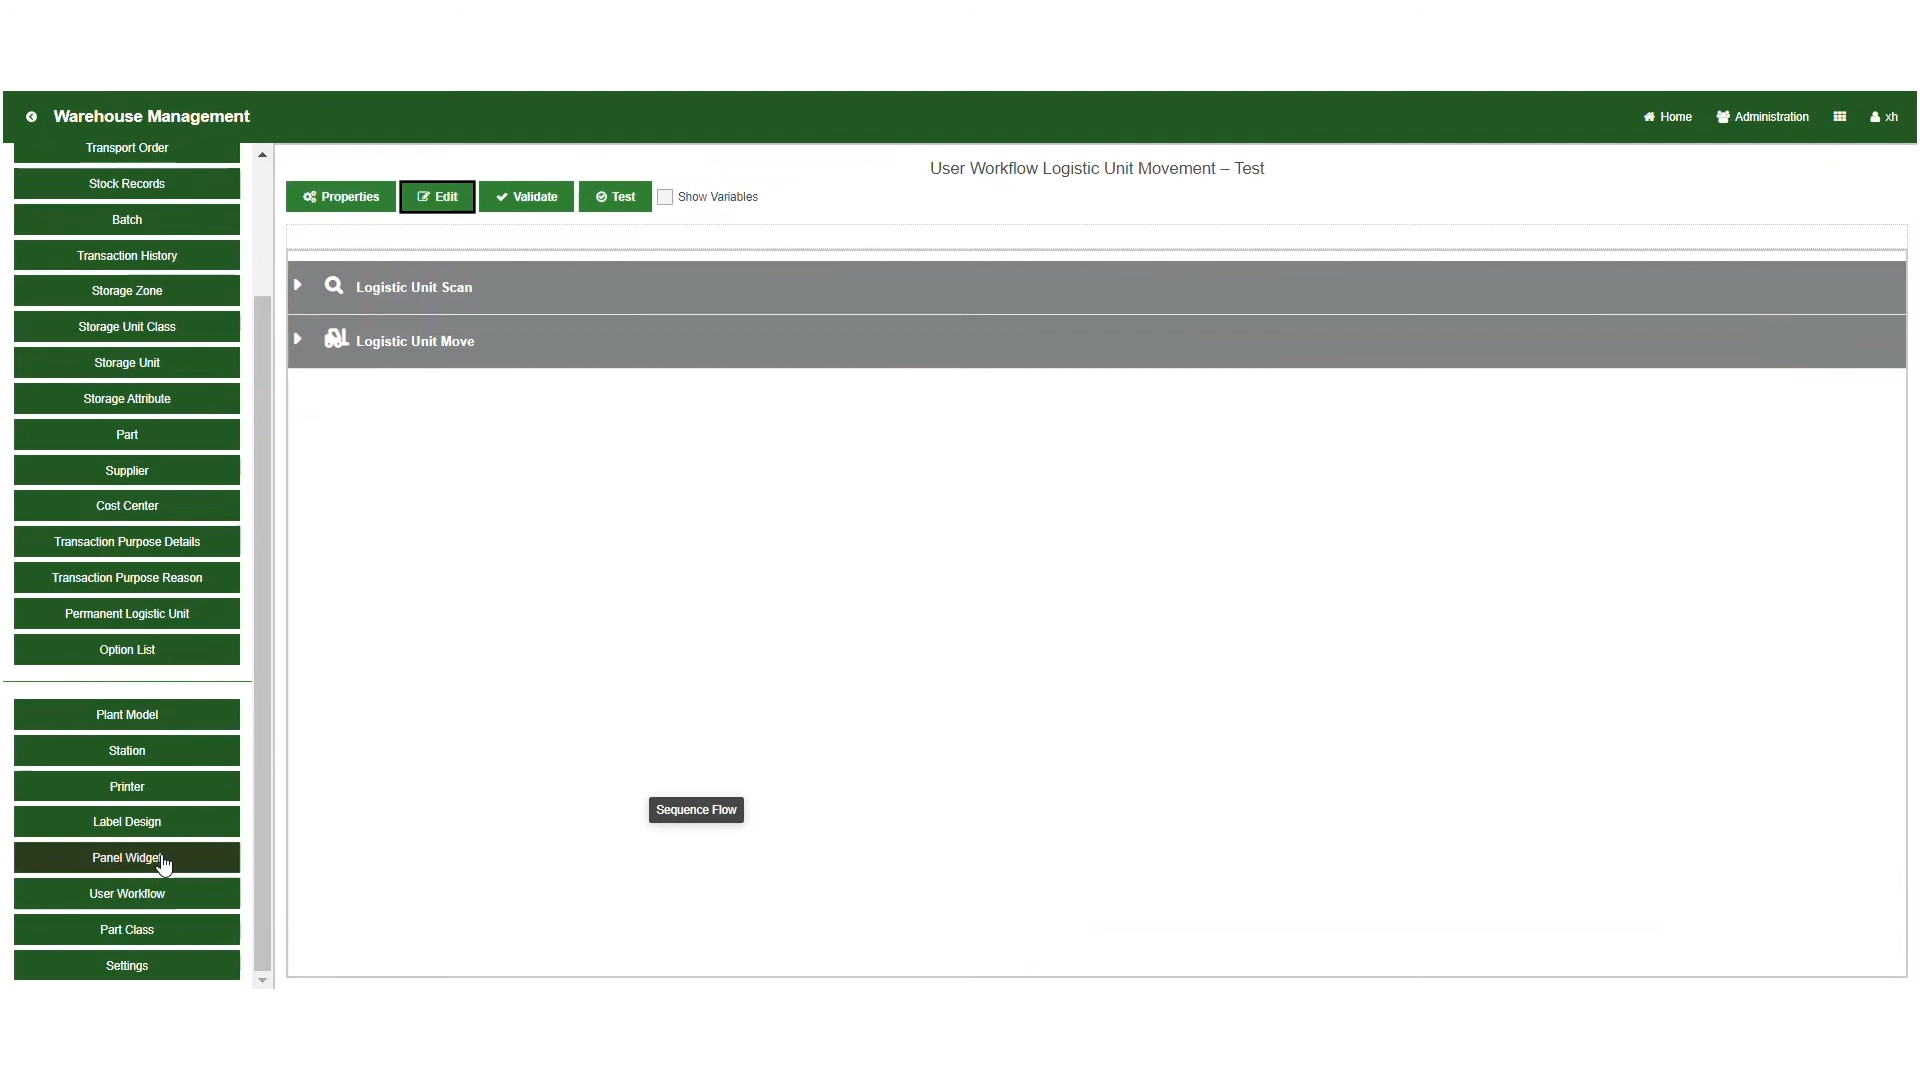 Warehouse Management
Home
Administration
xh
Transport Order
Stock Records
Batch
Transaction History
Storage Zone
Storage Unit Class
Storage Unit
Storage Attribute
Part
Supplier
Cost Center
Transaction Purpose Details
Transaction Purpose Reason
Permanent Logistic Unit
Option List
Plant Model
Station
Printer
Label Design
Panel Widget
User Workflow
Part Class
Settings
User Workflow Logistic Unit Movement – Test
Properties
Edit
Validate
Test
Show Variables
Logistic Unit Scan
Logistic Unit Move
Sequence Flow